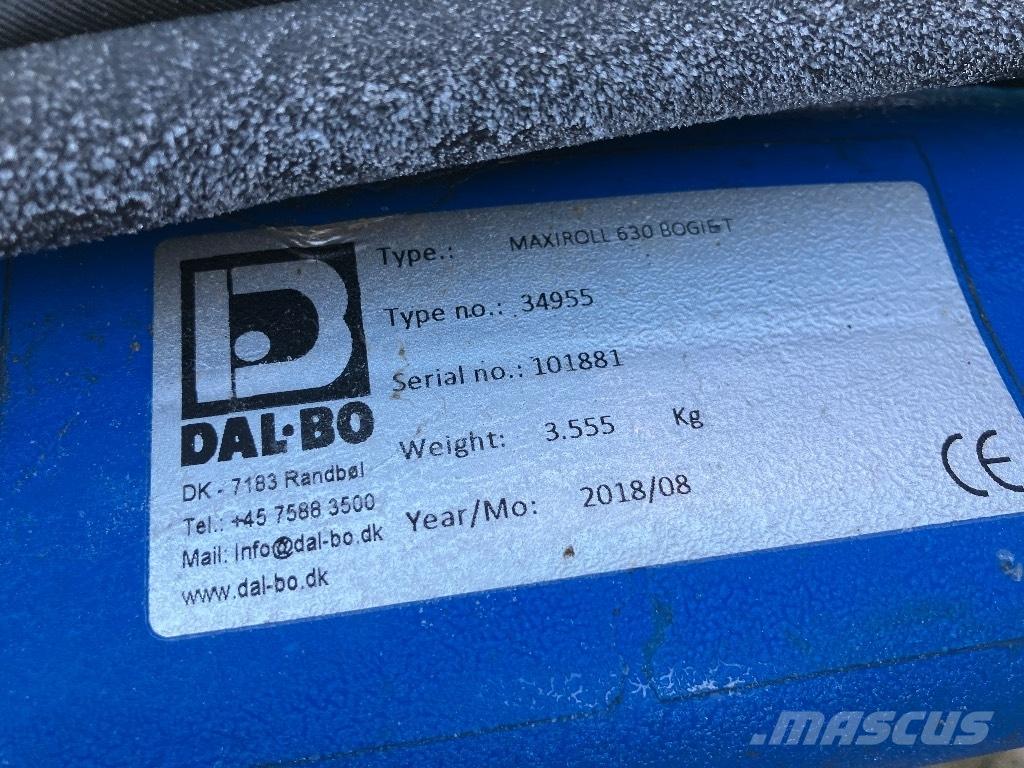 Type.: MAXIROLL 630 BOGIE T
Type no.: 34955
Serial no.: 101881
Weight: 3.555 Kg
Year/Mo: 2018/08
DAL·BO
DK - 7183 Randbøl
Tel.: +45 7588 3500
Mail: Info@dal-bo.dk
www.dal-bo.dk
CE
.MASCUS